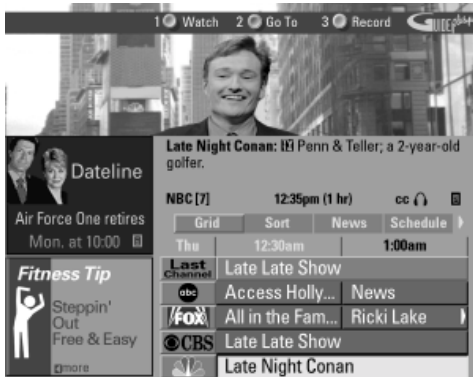 1 Watch 2 Go To 3 Record GUIDE plus+
Late Night Conan: Penn & Teller; a 2-year-old
golfer.
NBC [7] 12:35pm (1 hr) cc
Dateline
Air Force One retires
Mon. at 10:00
Fitness Tip
Steppin'
Out
Free & Easy
more
Grid Sort News Schedule
Thu 12:30am 1:00am
Last
Channel Late Late Show
abc Access Holly... News
FOX All in the Fam... Ricki Lake
CBS Late Late Show
Late Night Conan